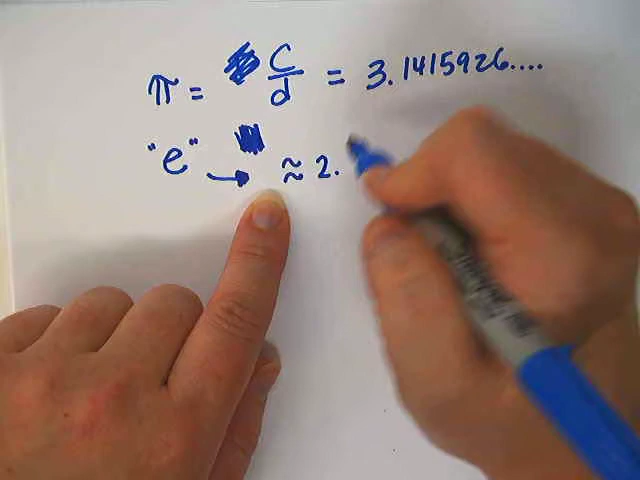 π = C/d = 3.1415926....
"e" → ≈ 2.